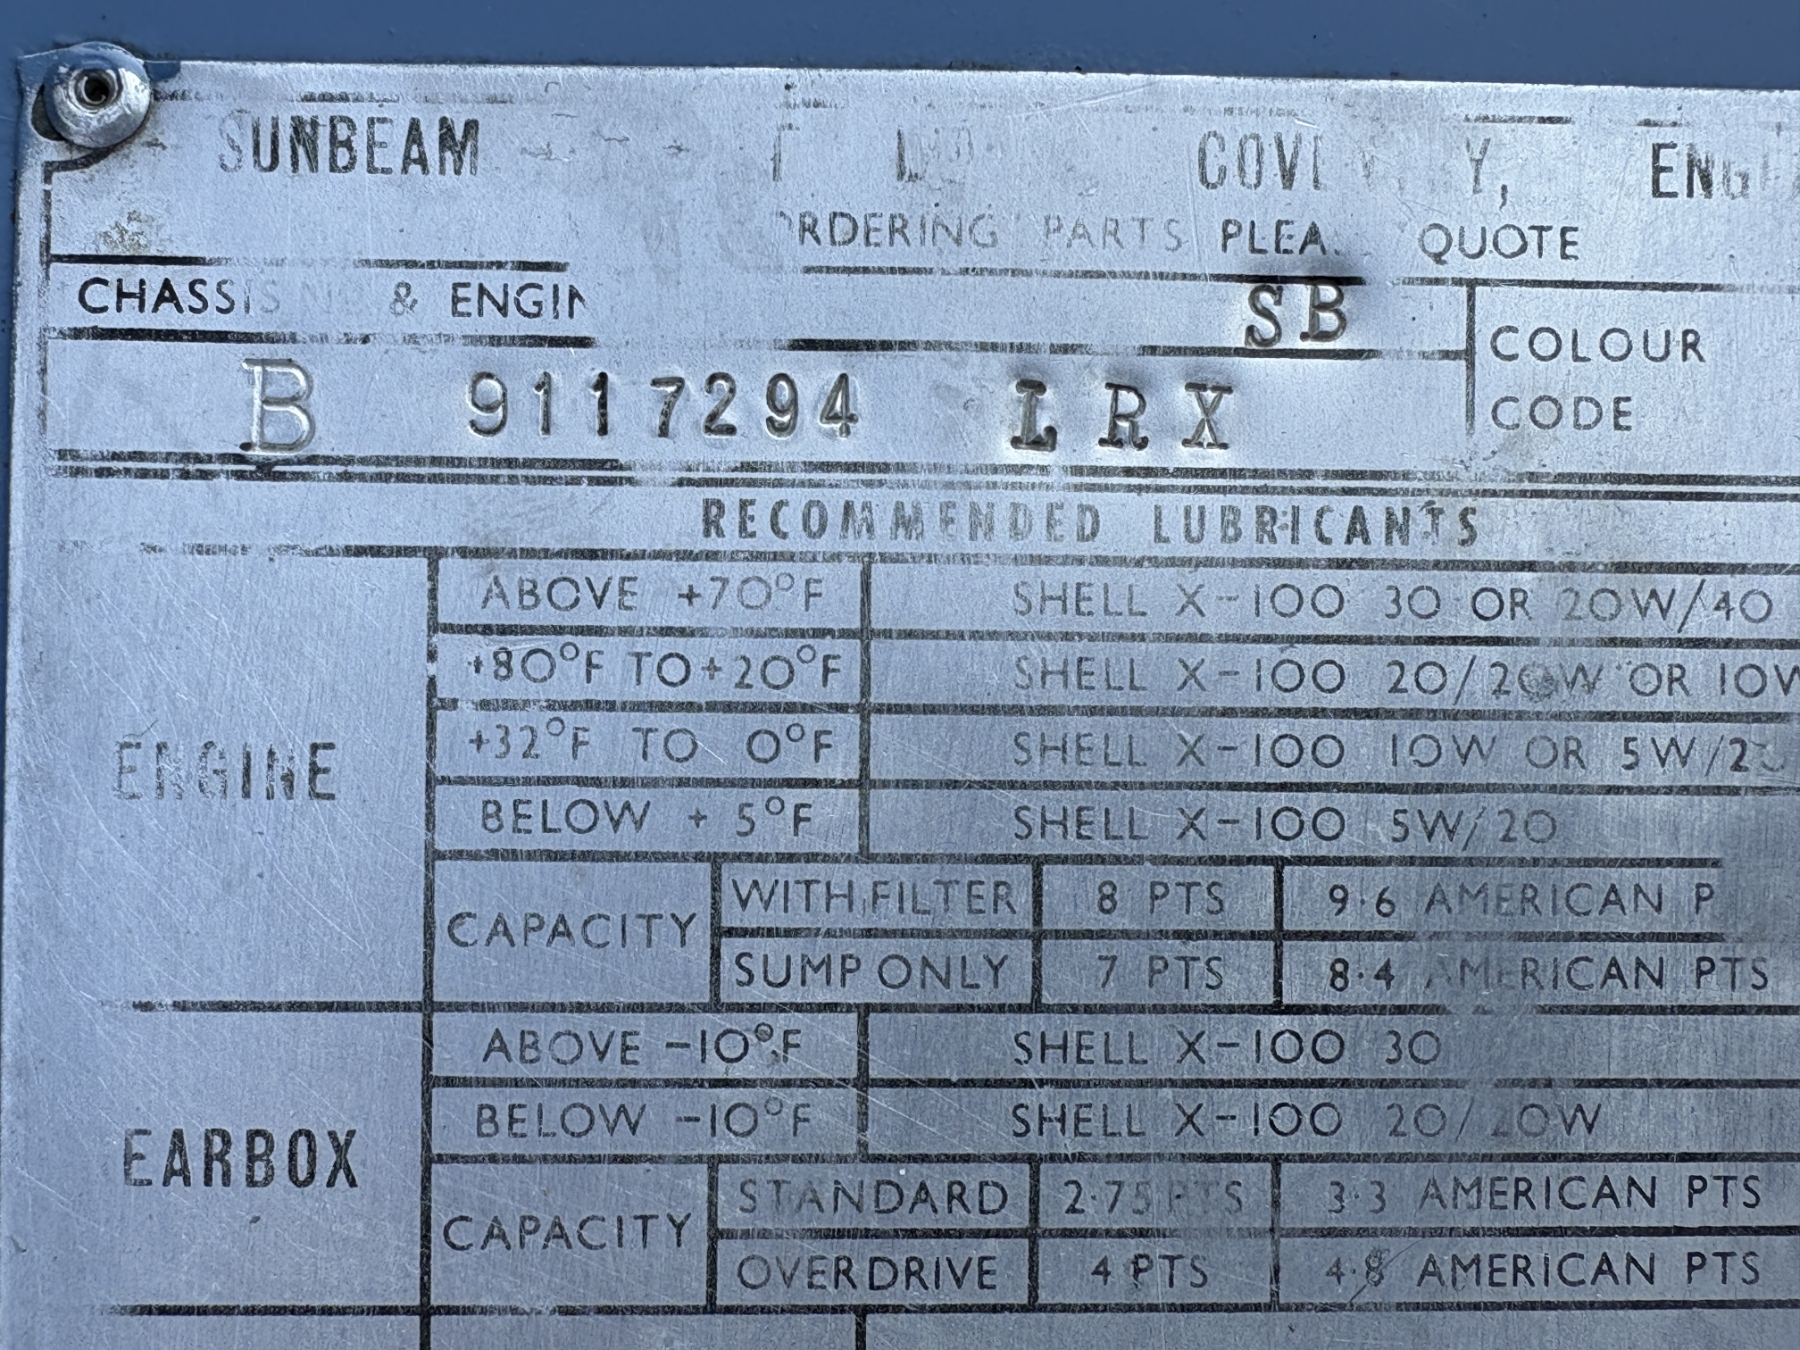 SUNBEAM
ORDERING PARTS PLEA QUOTE
CHASSIS & ENGIN
SB
COLOUR
CODE
B 9117294 LRX
RECOMMENDED LUBRICANTS
ENGINE
ABOVE +70°F SHELL X-100 30 OR 20W/40
+80°F TO +20°F SHELL X-100 20/20W OR 10W
+32°F TO 0°F SHELL X-100 10W OR 5W/20
BELOW + 5°F SHELL X-100 5W/20
CAPACITY
WITH FILTER 8 PTS 9·6 AMERICAN P
SUMP ONLY 7 PTS 8·4 AMERICAN PTS
EARBOX
ABOVE -10°F SHELL X-100 30
BELOW -10°F SHELL X-100 20/20W
CAPACITY
STANDARD 2·75 PTS 3·3 AMERICAN PTS
OVERDRIVE 4 PTS 4·8 AMERICAN PTS